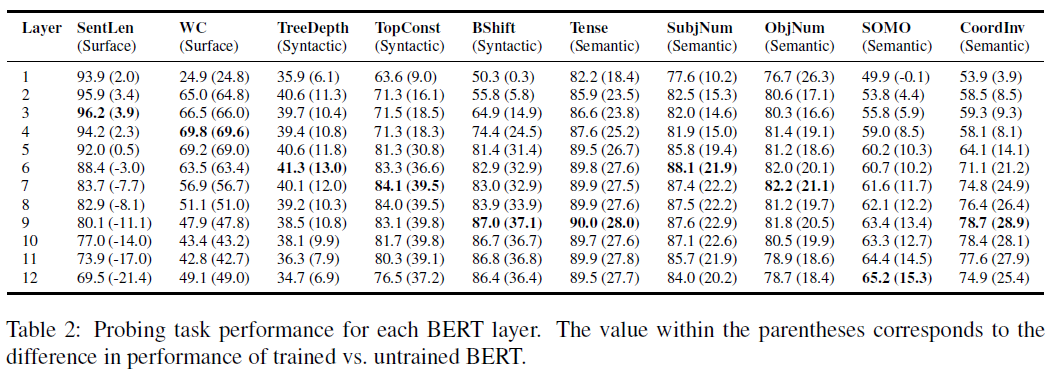 Layer SentLen WC TreeDepth TopConst BShift Tense SubjNum ObjNum SOMO CoordInv
(Surface) (Surface) (Syntactic) (Syntactic) (Syntactic) (Semantic) (Semantic) (Semantic) (Semantic) (Semantic)
1 93.9 (2.0) 24.9 (24.8) 35.9 (6.1) 63.6 (9.0) 50.3 (0.3) 82.2 (18.4) 77.6 (10.2) 76.7 (26.3) 49.9 (-0.1) 53.9 (3.9)
2 95.9 (3.4) 65.0 (64.8) 40.6 (11.3) 71.3 (16.1) 55.8 (5.8) 85.9 (23.5) 82.5 (15.3) 80.6 (17.1) 53.8 (4.4) 58.5 (8.5)
3 96.2 (3.9) 66.5 (66.0) 39.7 (10.4) 71.5 (18.5) 64.9 (14.9) 86.6 (23.8) 82.0 (14.6) 80.3 (16.6) 55.8 (5.9) 59.3 (9.3)
4 94.2 (2.3) 69.8 (69.6) 39.4 (10.8) 71.3 (18.3) 74.4 (24.5) 87.6 (25.2) 81.9 (15.0) 81.4 (19.1) 59.0 (8.5) 58.1 (8.1)
5 92.0 (0.5) 69.2 (69.0) 40.6 (11.8) 81.3 (30.8) 81.4 (31.4) 89.5 (26.7) 85.8 (19.4) 81.2 (18.6) 60.2 (10.3) 64.1 (14.1)
6 88.4 (-3.0) 63.5 (63.4) 41.3 (13.0) 83.3 (36.6) 82.9 (32.9) 89.8 (27.6) 88.1 (21.9) 82.0 (20.1) 60.7 (10.2) 71.1 (21.2)
7 83.7 (-7.7) 56.9 (56.7) 40.1 (12.0) 84.1 (39.5) 83.0 (32.9) 89.9 (27.5) 87.4 (22.2) 82.2 (21.1) 61.6 (11.7) 74.8 (24.9)
8 82.9 (-8.1) 51.1 (51.0) 39.2 (10.3) 84.0 (39.5) 83.9 (33.9) 89.9 (27.6) 87.5 (22.2) 81.2 (19.7) 62.1 (12.2) 76.4 (26.4)
9 80.1 (-11.1) 47.9 (47.8) 38.5 (10.8) 83.1 (39.8) 87.0 (37.1) 90.0 (28.0) 87.6 (22.9) 81.8 (20.5) 63.4 (13.4) 78.7 (28.9)
10 77.0 (-14.0) 43.4 (43.2) 38.1 (9.9) 81.7 (39.8) 86.7 (36.7) 89.7 (27.6) 87.1 (22.6) 80.5 (19.9) 63.3 (12.7) 78.4 (28.1)
11 73.9 (-17.0) 42.8 (42.7) 36.3 (7.9) 80.3 (39.1) 86.8 (36.8) 89.9 (27.8) 85.7 (21.9) 78.9 (18.6) 64.4 (14.5) 77.6 (27.9)
12 69.5 (-21.4) 49.1 (49.0) 34.7 (6.9) 76.5 (37.2) 86.4 (36.4) 89.5 (27.7) 84.0 (20.2) 78.7 (18.4) 65.2 (15.3) 74.9 (25.4)
Table 2: Probing task performance for each BERT layer. The value within the parentheses corresponds to the
difference in performance of trained vs. untrained BERT.